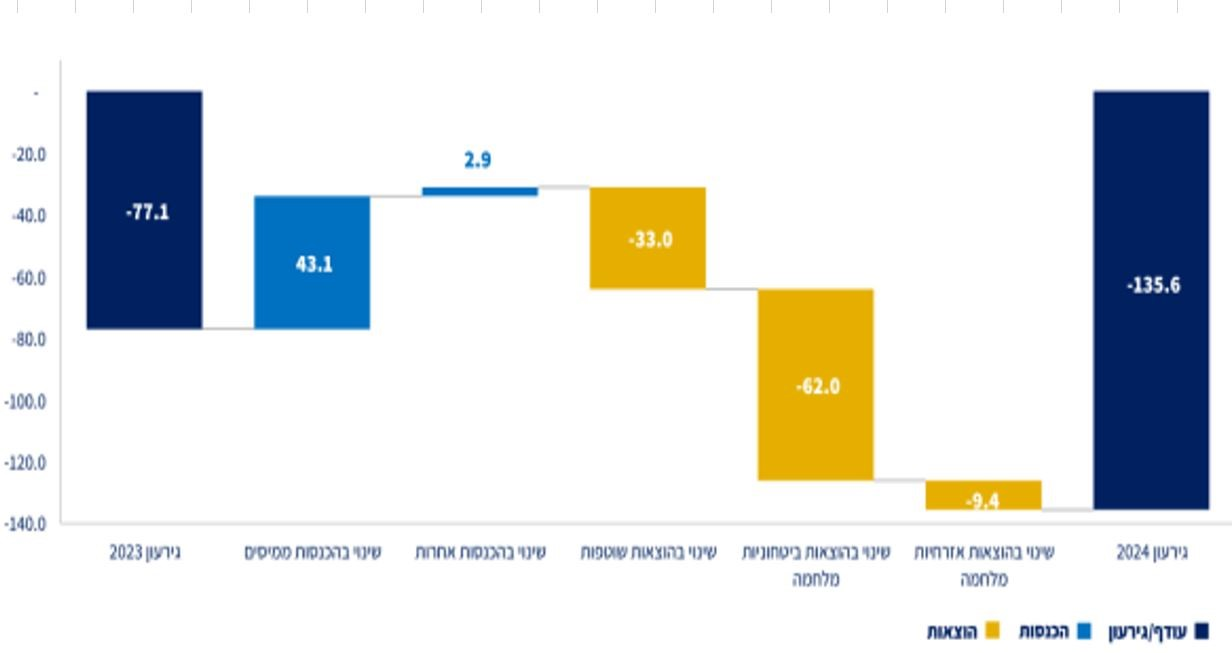 -
-20.0
-40.0
-60.0
-80.0
-100.0
-120.0
-140.0
-77.1
43.1
2.9
-33.0
-62.0
-9.4
-135.6
גירעון 2023
שינוי בהכנסות ממיסים
שינוי בהכנסות אחרות
שינוי בהוצאות שוטפות
שינוי בהוצאות ביטחוניות
מלחמה
שינוי בהוצאות אזרחיות
מלחמה
גירעון 2024
עודף/גירעון
הכנסות
הוצאות